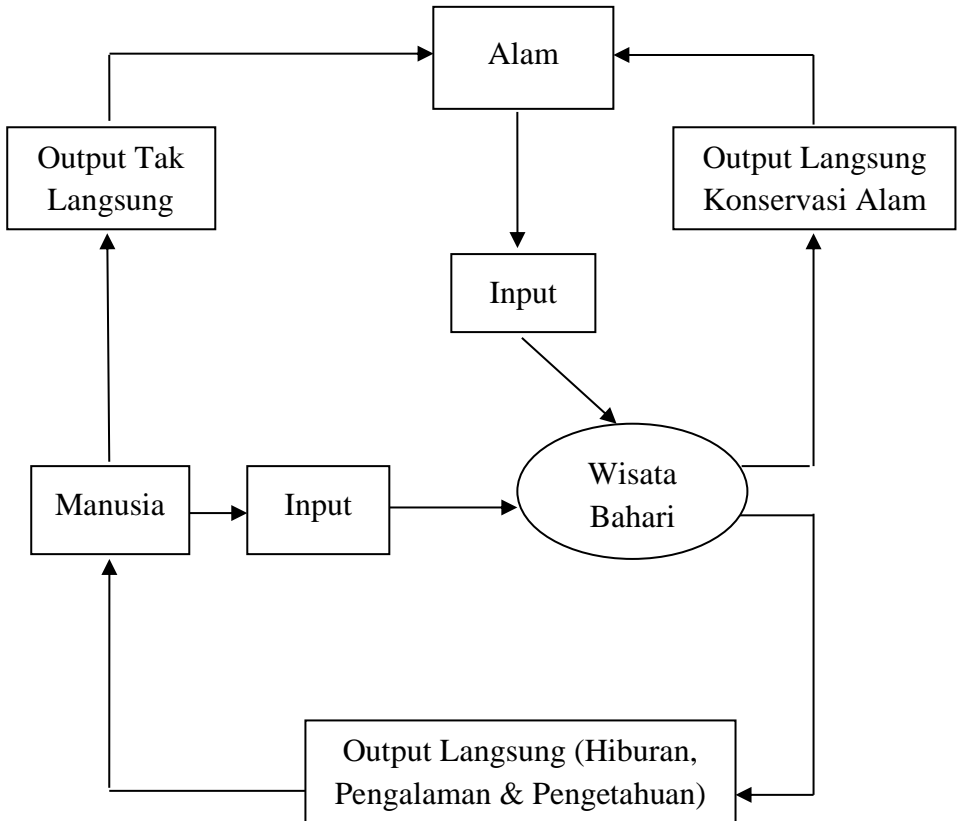 Alam
Output Tak
Langsung
Output Langsung
Konservasi Alam
Input
Wisata
Bahari
Manusia
Input
Output Langsung (Hiburan,
Pengalaman & Pengetahuan)